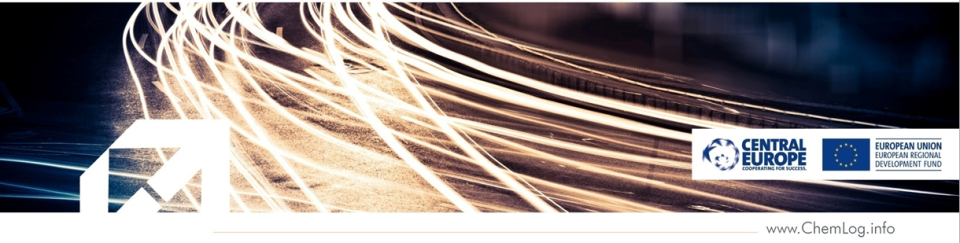 CENTRAL
EUROPE
COOPERATING FOR SUCCESS.
EUROPEAN UNION
EUROPEAN REGIONAL
DEVELOPMENT FUND
www.ChemLog.info